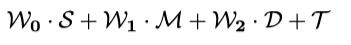 𝒲₀ · 𝒮 + 𝒲₁ · ℳ + 𝒲₂ · 𝒟 + 𝒯